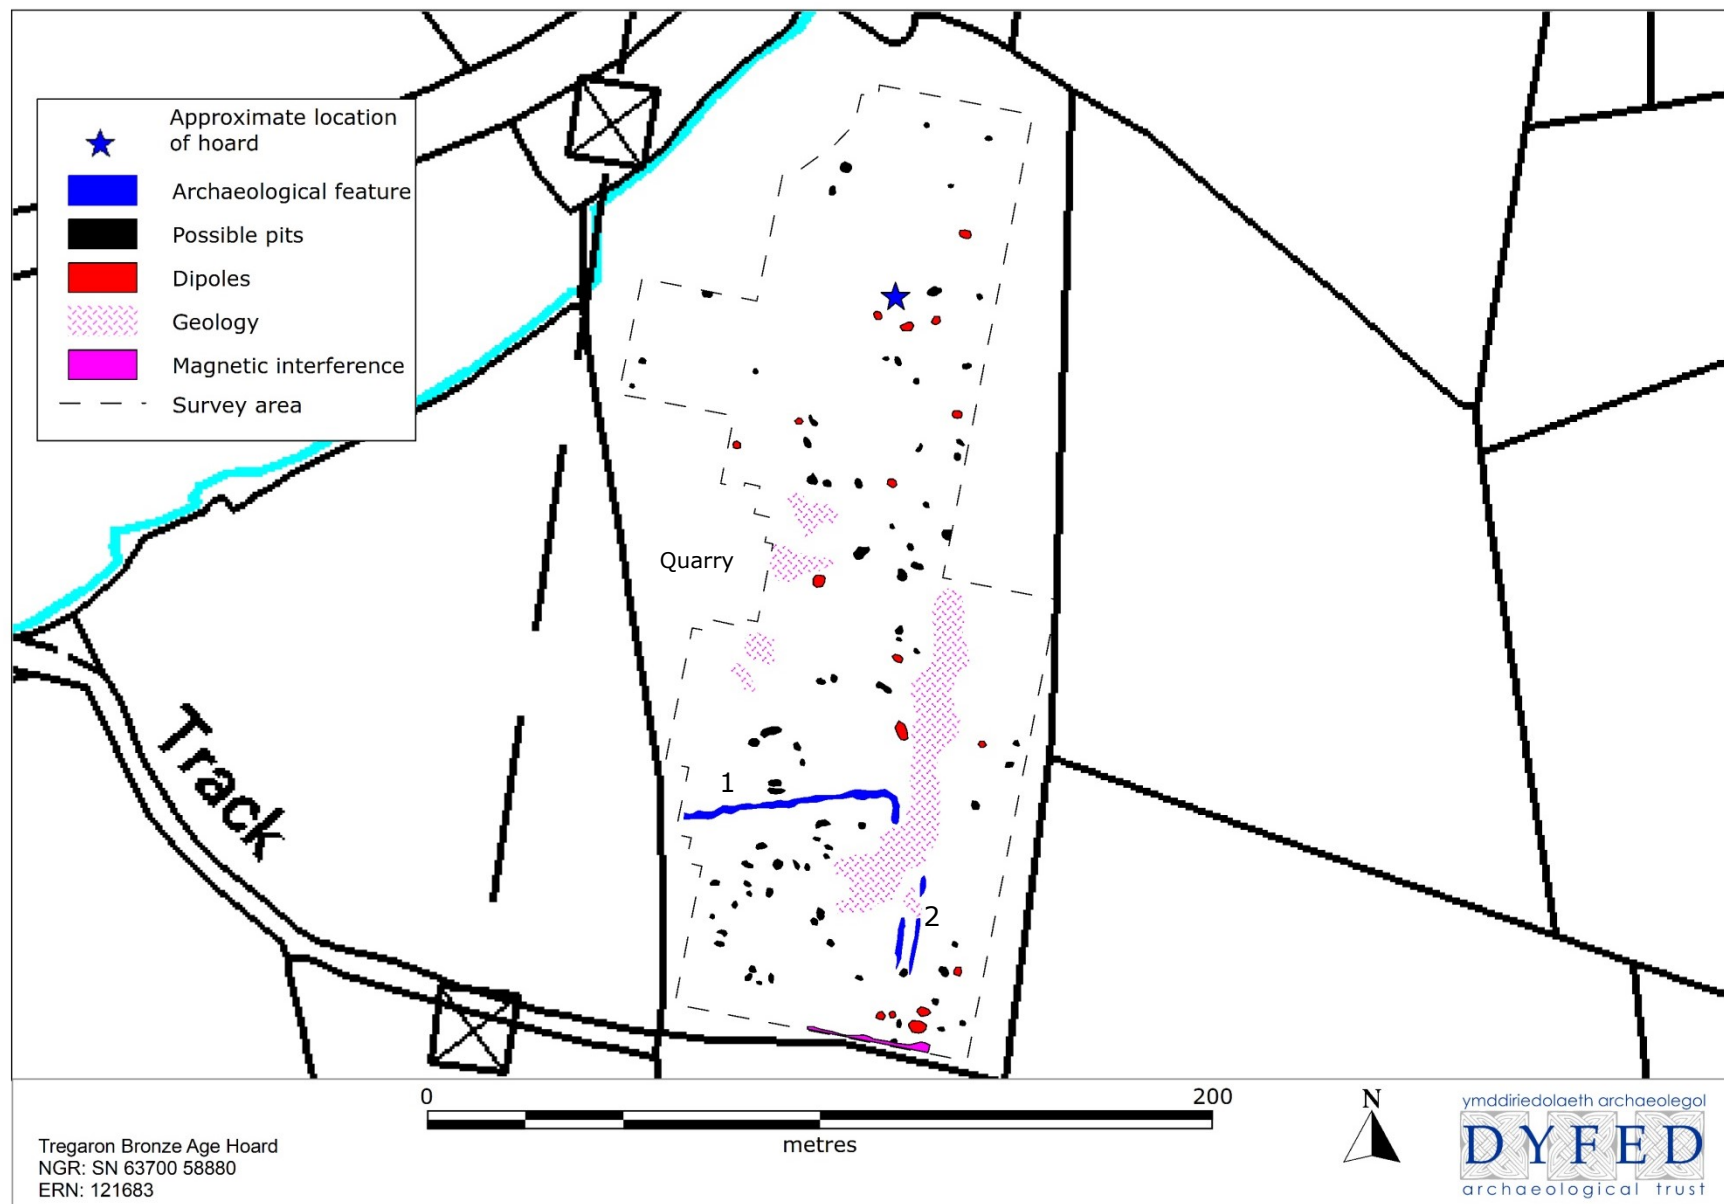 Approximate location
of hoard
Archaeological feature
Possible pits
Dipoles
Geology
Magnetic interference
Survey area
Quarry
Track
1
2
0
200
metres
N
Tregaron Bronze Age Hoard
NGR: SN 63700 58880
ERN: 121683
ymddiriedolaeth archaeolegol
DYFED
archaeological trust